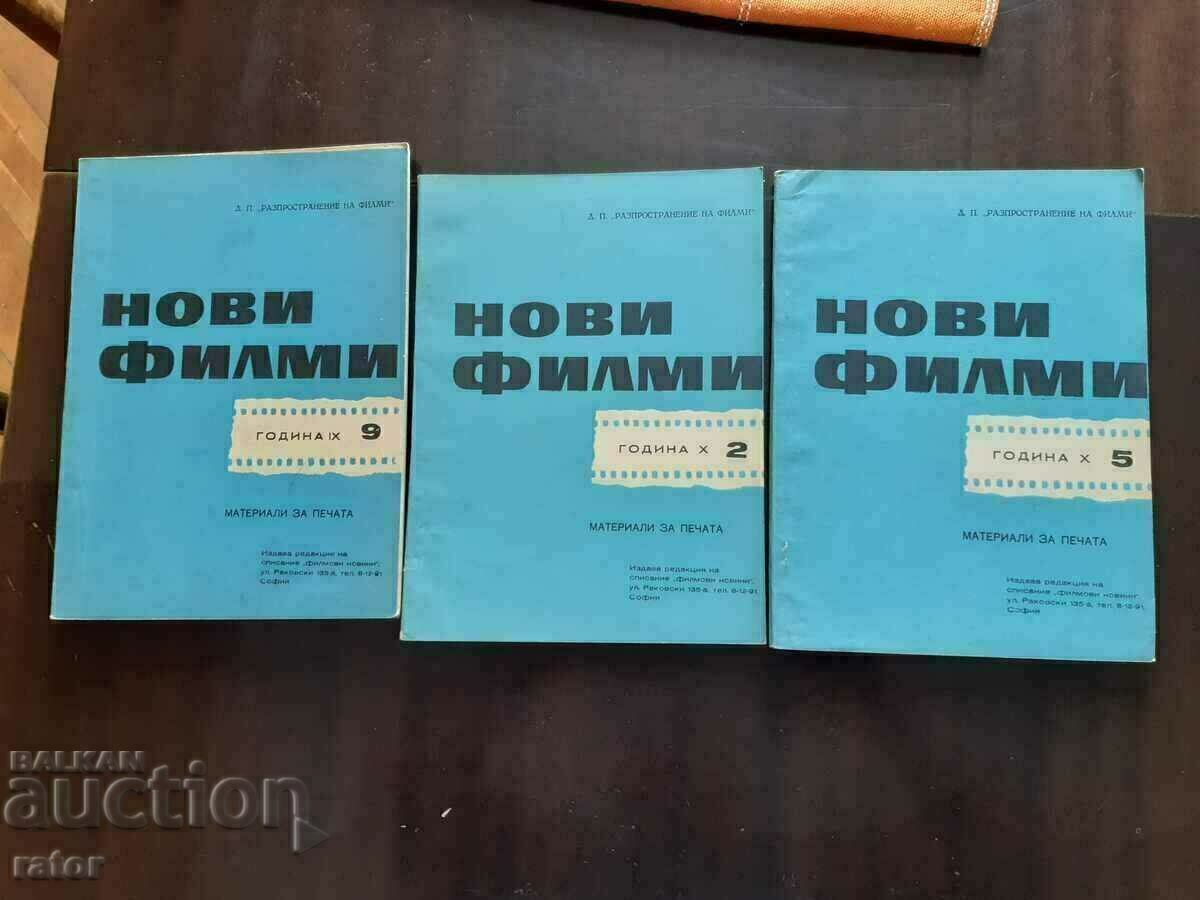 Д. П. „РАЗПРОСТРАНЕНИЕ НА ФИЛМИ“
НОВИ
ФИЛМИ
ГОДИНА IX 9
МАТЕРИАЛИ ЗА ПЕЧАТА
Издава редакция на
списание „филмови новини“,
ул. Раковски 135-а, тел. 8-12-91
София
Д. П. „РАЗПРОСТРАНЕНИЕ НА ФИЛМИ“
НОВИ
ФИЛМИ
ГОДИНА X 2
МАТЕРИАЛИ ЗА ПЕЧАТА
Издава редакция на
списание „филмови новини“,
ул. Раковски 135-а, тел. 8-12-91,
София
Д. П. „РАЗПРОСТРАНЕНИЕ НА ФИЛМИ“
НОВИ
ФИЛМИ
ГОДИНА X 5
МАТЕРИАЛИ ЗА ПЕЧАТА
Издава редакция на
списание „филмови новини“,
ул. Раковски 135-а, тел. 8-12-91,
София
BALKAN
auction
rator